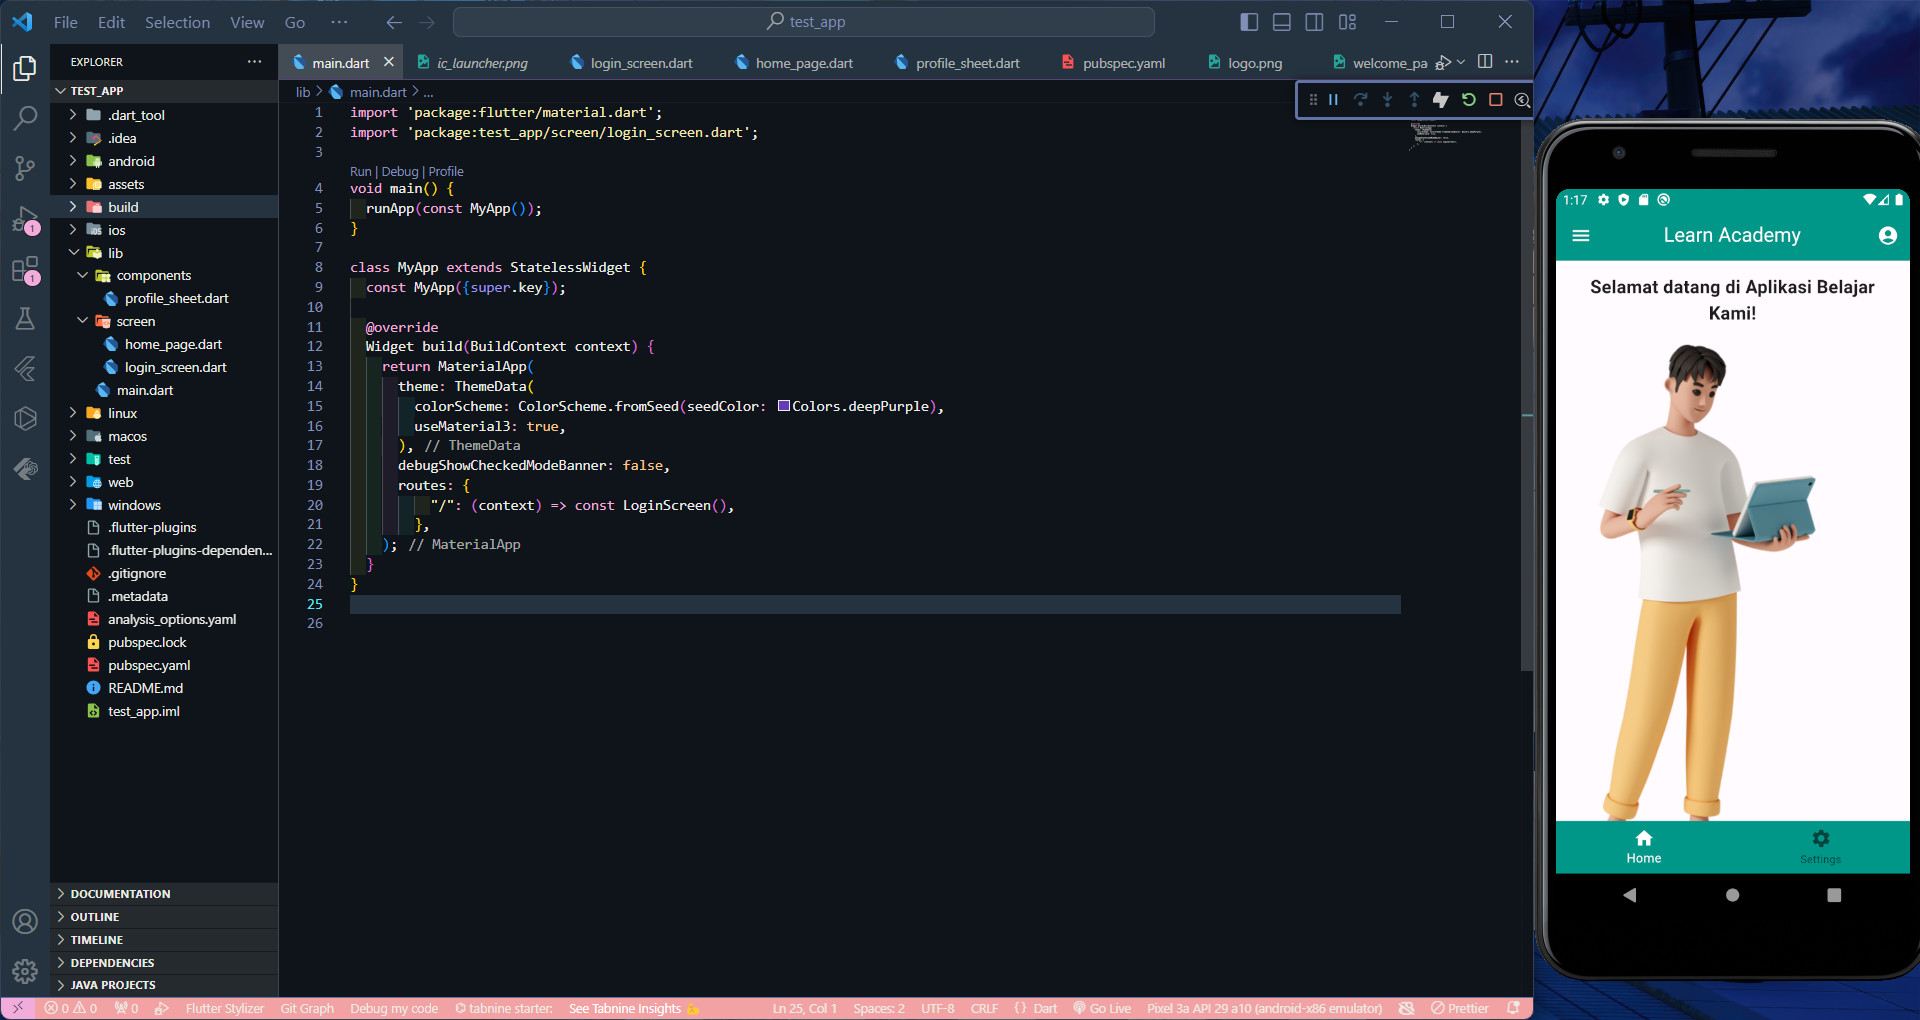 File Edit Selection View Go ···
test_app
EXPLORER ···
TEST_APP
.dart_tool
.idea
android
assets
build
ios
lib
components
profile_sheet.dart
screen
home_page.dart
login_screen.dart
main.dart
linux
macos
test
web
windows
.flutter-plugins
.flutter-plugins-dependen...
.gitignore
.metadata
analysis_options.yaml
pubspec.lock
pubspec.yaml
README.md
test_app.iml
DOCUMENTATION
OUTLINE
TIMELINE
DEPENDENCIES
JAVA PROJECTS
1
1
main.dart ic_launcher.png login_screen.dart home_page.dart profile_sheet.dart pubspec.yaml logo.png welcome_pa
lib > main.dart > ...
1 import 'package:flutter/material.dart';
2 import 'package:test_app/screen/login_screen.dart';
3
Run | Debug | Profile
4 void main() {
5 runApp(const MyApp());
6 }
7
8 class MyApp extends StatelessWidget {
9 const MyApp({super.key});
10
11 @override
12 Widget build(BuildContext context) {
13 return MaterialApp(
14 theme: ThemeData(
15 colorScheme: ColorScheme.fromSeed(seedColor: Colors.deepPurple),
16 useMaterial3: true,
17 ), // ThemeData
18 debugShowCheckedModeBanner: false,
19 routes: {
20 "/": (context) => const LoginScreen(),
21 },
22 ); // MaterialApp
23 }
24 }
25
26
0 0 0 Flutter Stylizer Git Graph Debug my code tabnine starter: See Tabnine Insights Ln 25, Col 1 Spaces: 2 UTF-8 CRLF {} Dart Go Live Pixel 3a API 29 a10 (android-x86 emulator) Prettier
1:17
Learn Academy
Selamat datang di Aplikasi Belajar
Kami!
Home Settings